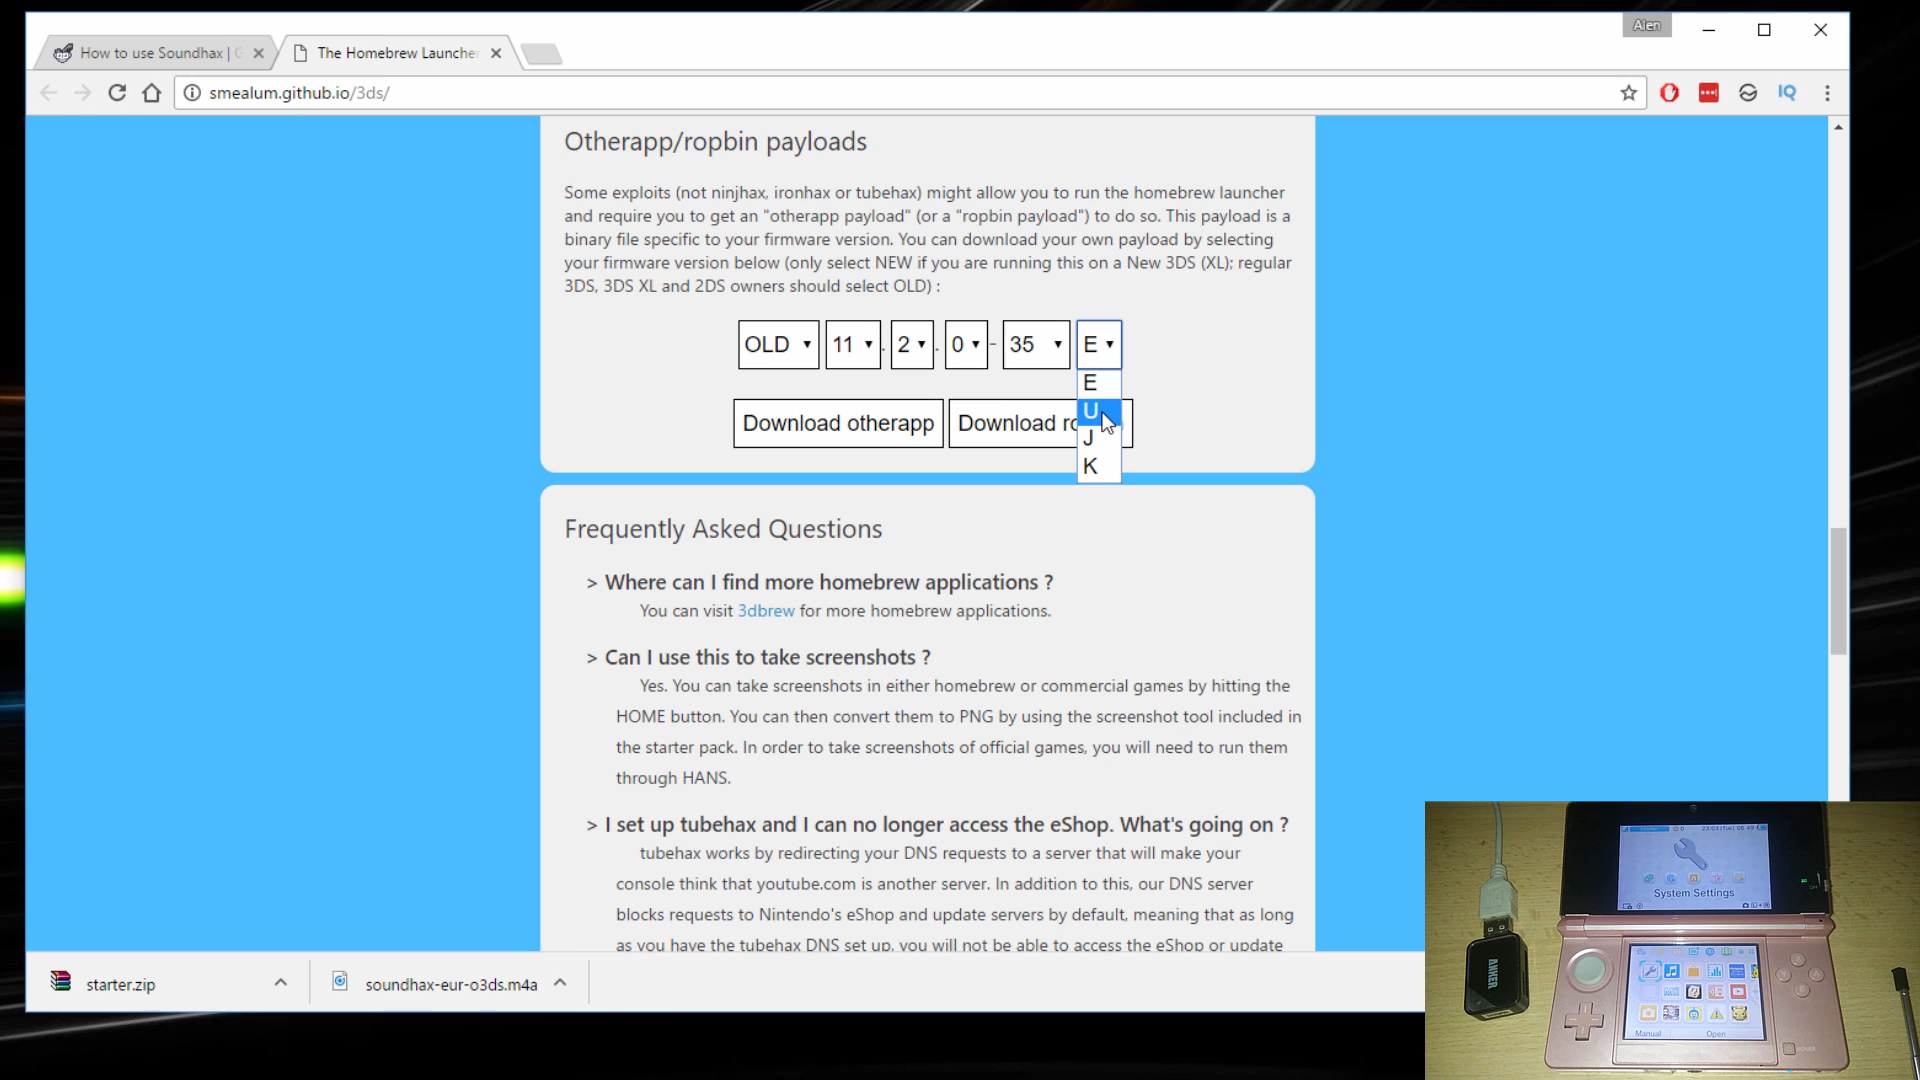 Alen
How to use Soundhax | G
The Homebrew Launcher
smealum.github.io/3ds/
IQ
Otherapp/ropbin payloads
Some exploits (not ninjhax, ironhax or tubehax) might allow you to run the homebrew launcher
and require you to get an "otherapp payload" (or a "ropbin payload") to do so. This payload is a
binary file specific to your firmware version. You can download your own payload by selecting
your firmware version below (only select NEW if you are running this on a New 3DS (XL); regular
3DS, 3DS XL and 2DS owners should select OLD) :
OLD 11 . 2 . 0 - 35 E
E
U
J
K
Download otherapp Download ro
Frequently Asked Questions
> Where can I find more homebrew applications ?
You can visit 3dbrew for more homebrew applications.
> Can I use this to take screenshots ?
Yes. You can take screenshots in either homebrew or commercial games by hitting the
HOME button. You can then convert them to PNG by using the screenshot tool included in
the starter pack. In order to take screenshots of official games, you will need to run them
through HANS.
> I set up tubehax and I can no longer access the eShop. What's going on ?
tubehax works by redirecting your DNS requests to a server that will make your
console think that youtube.com is another server. In addition to this, our DNS server
blocks requests to Nintendo's eShop and update servers by default, meaning that as long
as you have the tubehax DNS set up, you will not be able to access the eShop or update
starter.zip
soundhax-eur-o3ds.m4a
System Settings
ANKER
Manual
Open